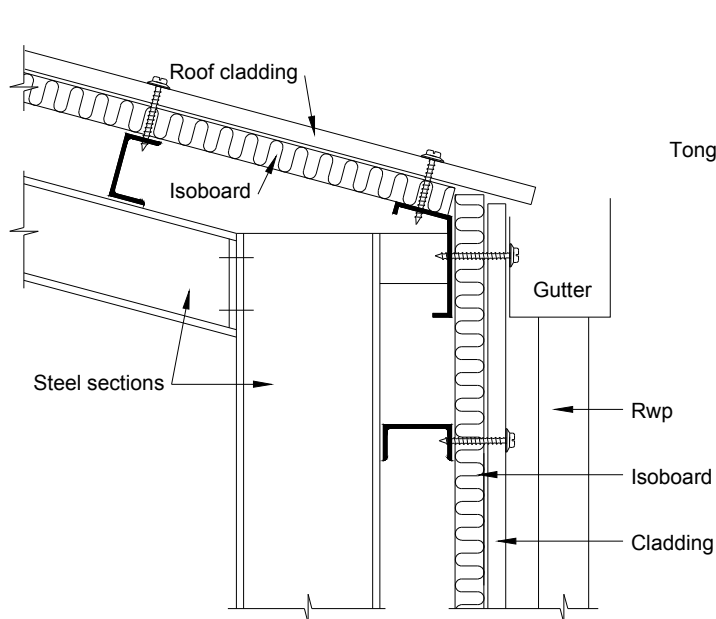 Roof cladding
Tong
Isoboard
Gutter
Steel sections
Rwp
Isoboard
Cladding